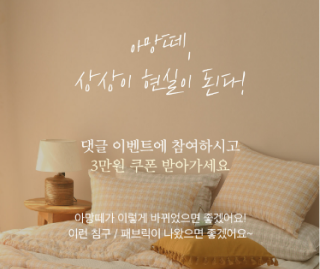 아망떼,
상상이 현실이 된다!
댓글 이벤트에 참여하시고
3만원 쿠폰 받아가세요
아망떼가 이렇게 바뀌었으면 좋겠어요!
이런 침구 / 패브릭이 나왔으면 좋겠어요~